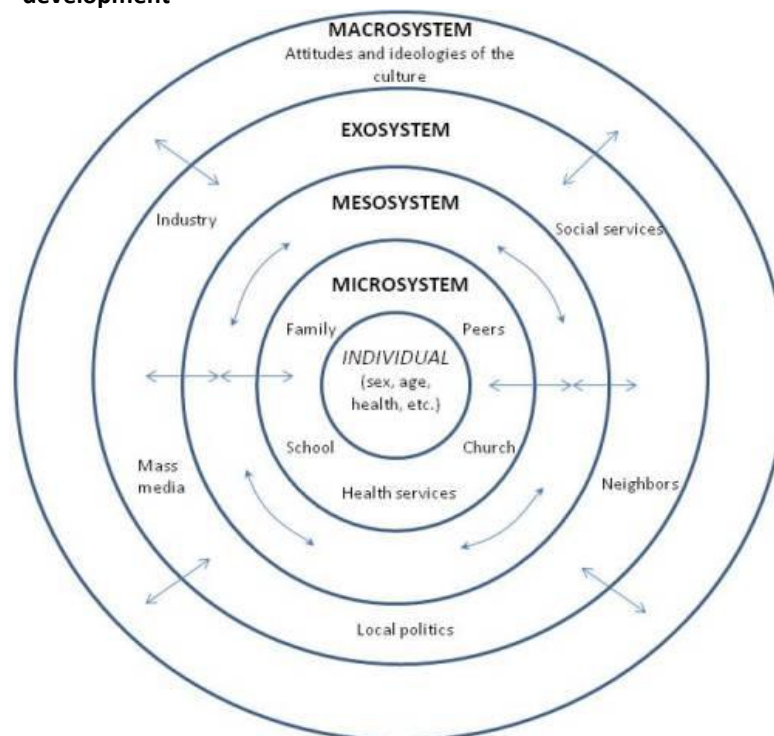 development
MACROSYSTEM
Attitudes and ideologies of the
culture
EXOSYSTEM
MESOSYSTEM
Industry
Social services
MICROSYSTEM
Family
Peers
INDIVIDUAL
(sex, age,
health, etc.)
School
Church
Mass
media
Health services
Neighbors
Local politics